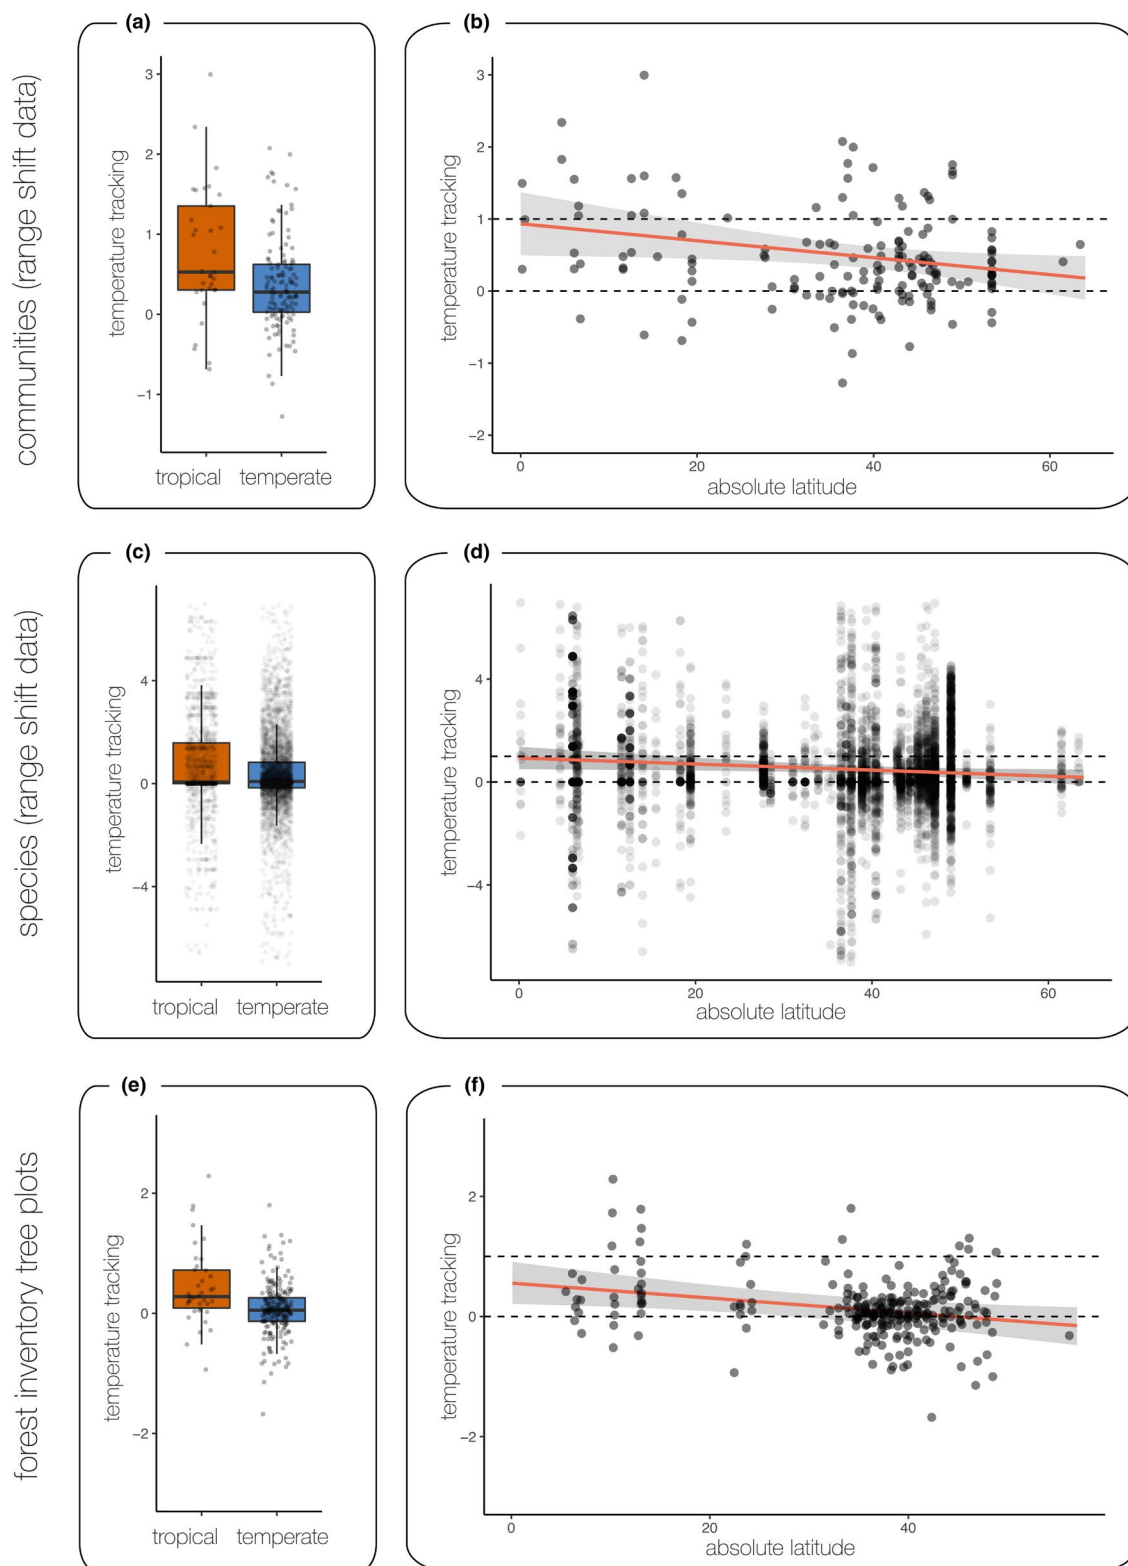 communities (range shift data)
(a)
temperature tracking
3
2
1
0
−1
tropical temperate
(b)
temperature tracking
3
2
1
0
−1
−2
0 20 40 60
absolute latitude
species (range shift data)
(c)
temperature tracking
4
0
−4
tropical temperate
(d)
temperature tracking
4
0
−4
0 20 40 60
absolute latitude
forest inventory tree plots
(e)
temperature tracking
2
0
−2
tropical temperate
(f)
temperature tracking
2
0
−2
0 20 40
absolute latitude